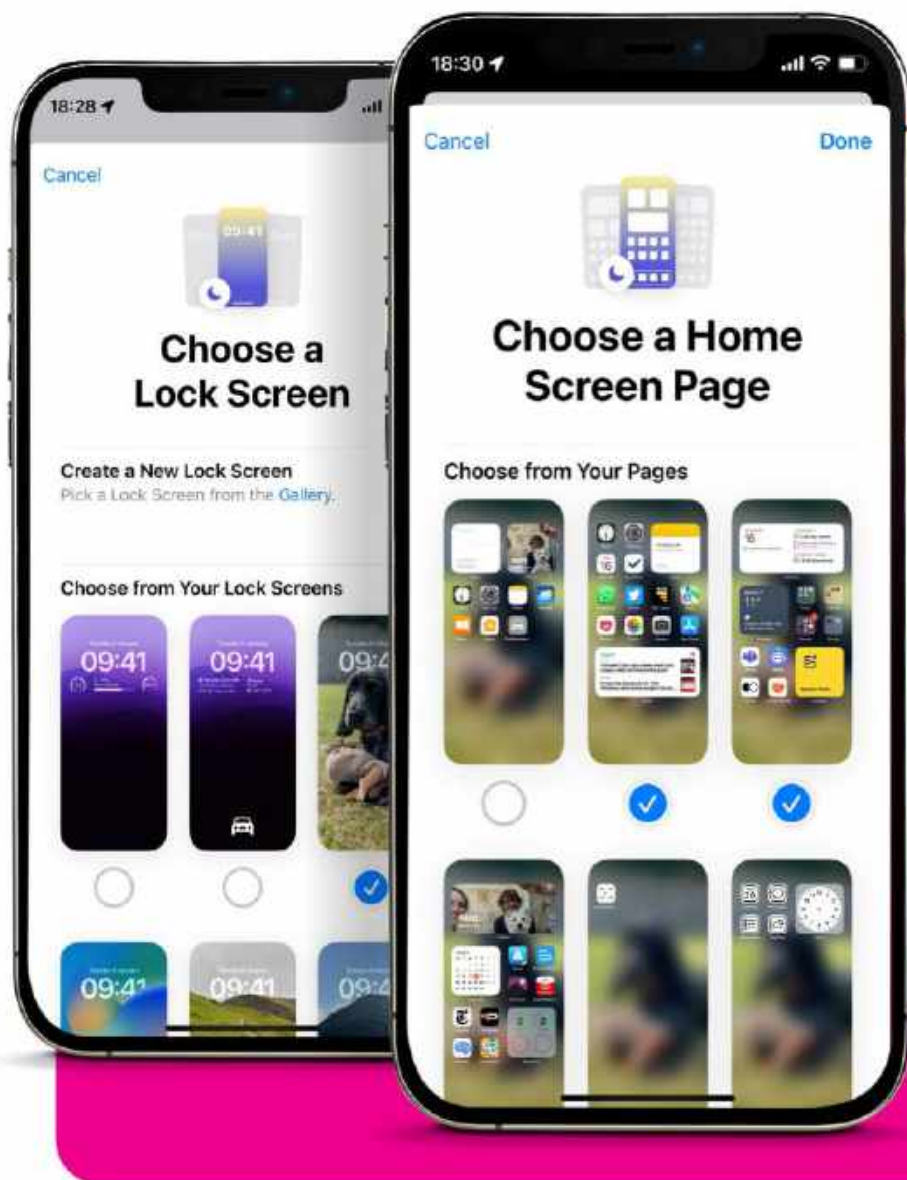 18:28
Cancel
09:41
Choose a
Lock Screen
Create a New Lock Screen
Pick a Lock Screen from the Gallery.
Choose from Your Lock Screens
09:41
09:41
09:4
09:41
09:41
09:4
18:30
Cancel
Done
Choose a Home
Screen Page
Choose from Your Pages
16
16